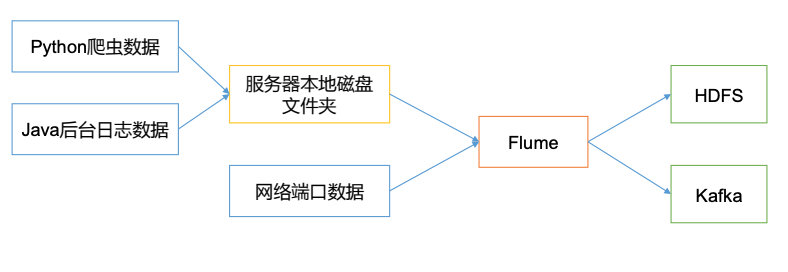 Python爬虫数据
Java后台日志数据
服务器本地磁盘
文件夹
网络端口数据
Flume
HDFS
Kafka